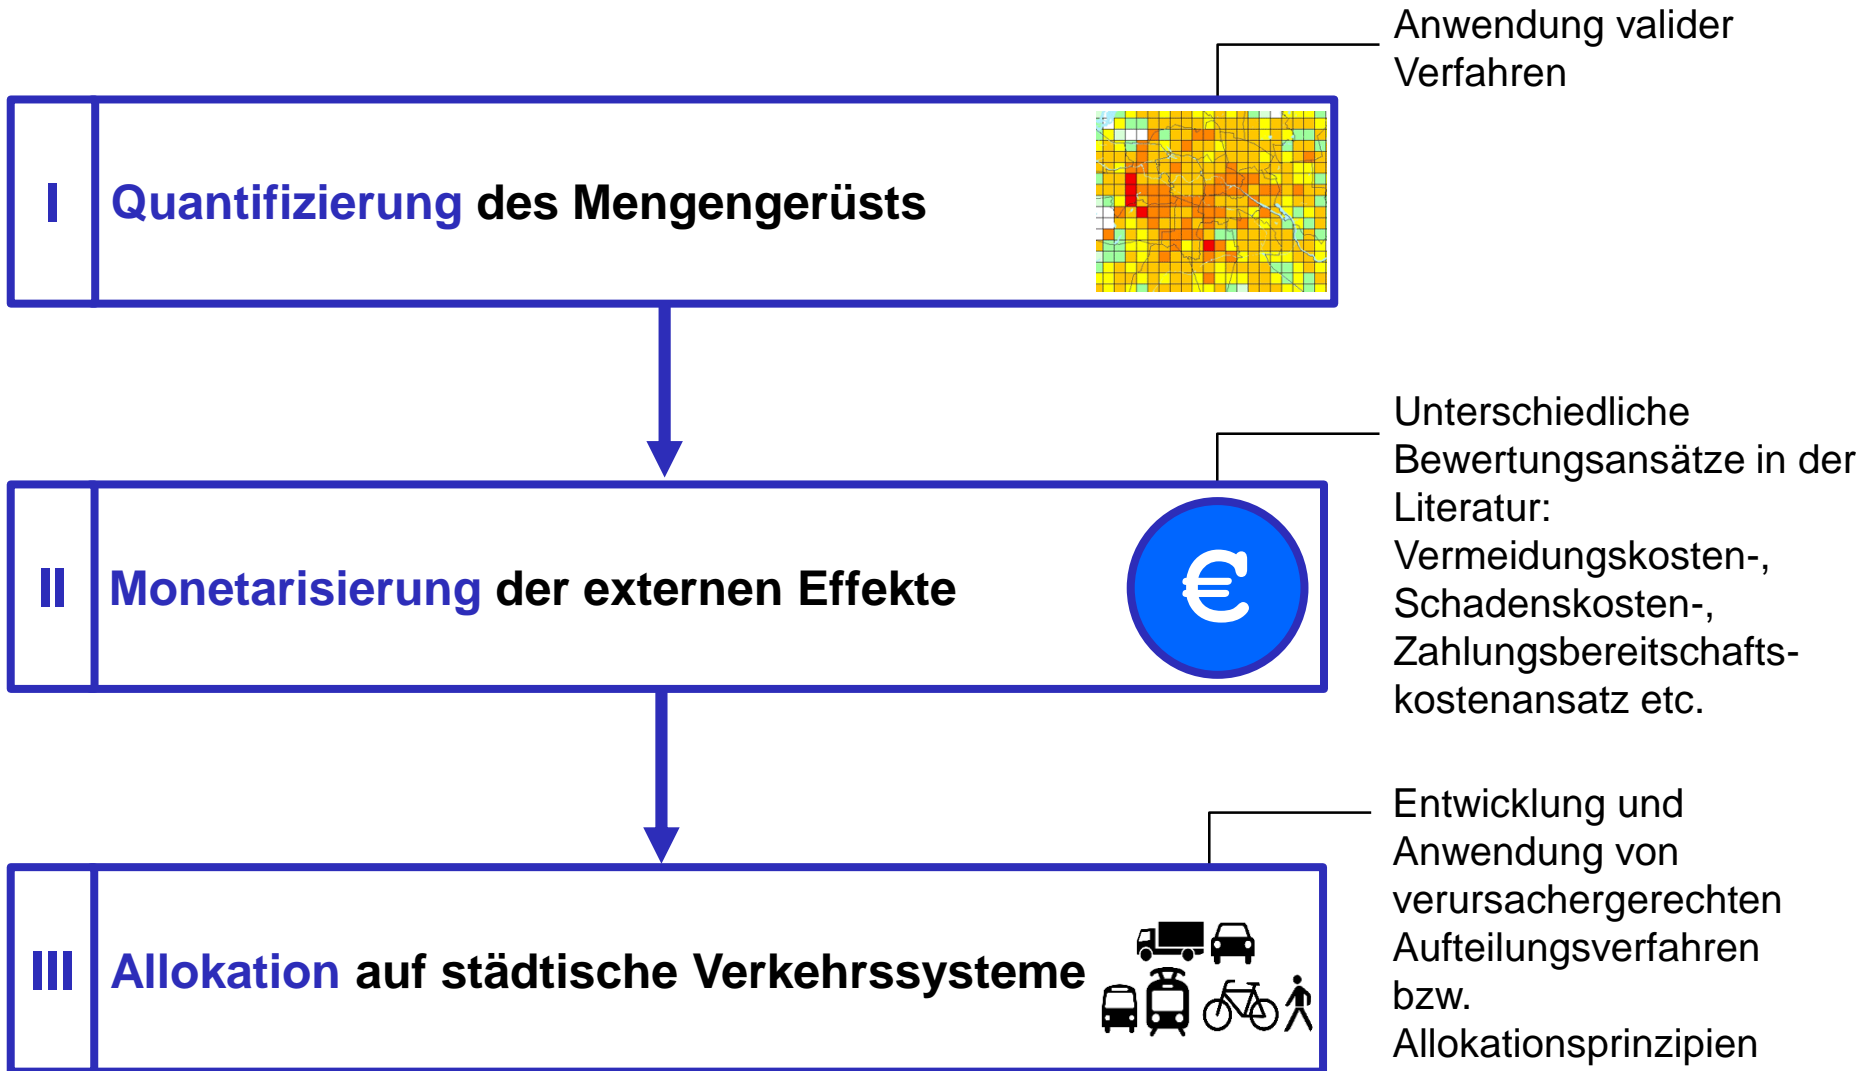 Anwendung valider
Verfahren
I
Quantifizierung des Mengengerüsts
Unterschiedliche
Bewertungsansätze in der
Literatur:
Vermeidungskosten-,
Schadenskosten-,
Zahlungsbereitschafts-
kostenansatz etc.
II
Monetarisierung der externen Effekte
€
Entwicklung und
Anwendung von
verursachergerechten
Aufteilungsverfahren
bzw.
Allokationsprinzipien
III
Allokation auf städtische Verkehrssysteme